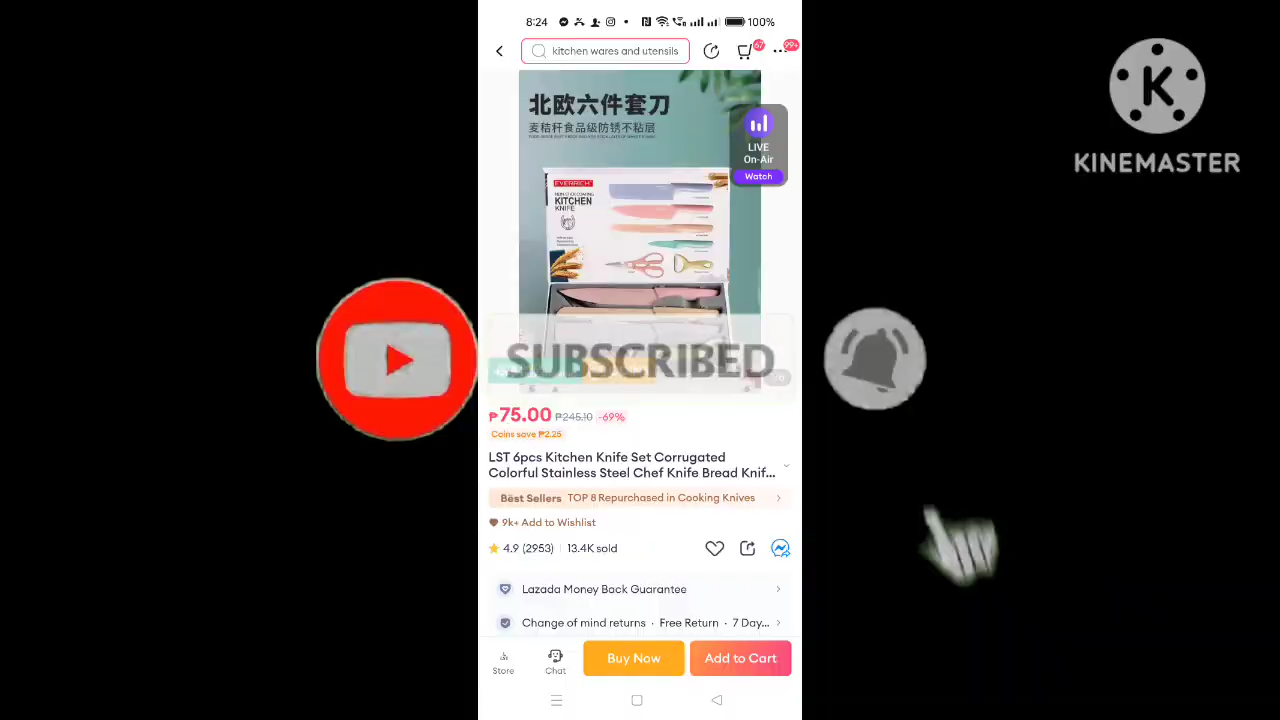 8:24
100%
kitchen wares and utensils
67
99+
北欧六件套刀
麦秸秆食品级防锈不粘层
LIVE
On-Air
Watch
K
KINEMASTER
EVERRICH
KITCHEN
KNIFE
SUBSCRIBED
₱75.00 ₱245.10 -69%
Coins save ₱2.25
LST 6pcs Kitchen Knife Set Corrugated
Colorful Stainless Steel Chef Knife Bread Knif...
Best Sellers TOP 8 Repurchased in Cooking Knives
9k+ Add to Wishlist
4.9 (2953) 13.4K sold
Lazada Money Back Guarantee
Change of mind returns · Free Return · 7 Day...
Store
Chat
Buy Now
Add to Cart